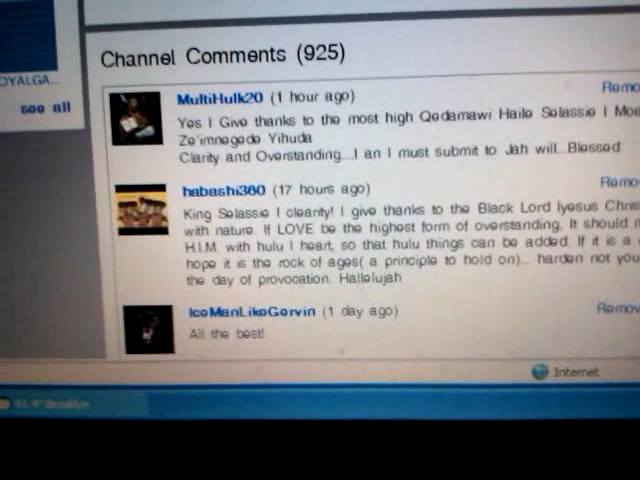 Channel Comments (925)
OYALGA...
see all
MultiHulk20 (1 hour ago)
Remo
Yes I Give thanks to the most high Qedamawi Haile Selassie I Moa
Ze'imnegede Yihuda
Clarity and Overstanding...I an I must submit to Jah will...Blessed
habashi360 (17 hours ago)
Remo
King Selassie I clearity! I give thanks to the Black Lord Iyesus Chris
with nature. If LOVE be the highest form of overstanding. It should
H.I.M. with hulu I heart, so that hulu things can be added. If it is a
hope it is the rock of ages( a principle to hold on)... harden not you
the day of provocation. Hallelujah
IceManLikeGervin (1 day ago)
Remov
All the best!
Internet
Brooklyn